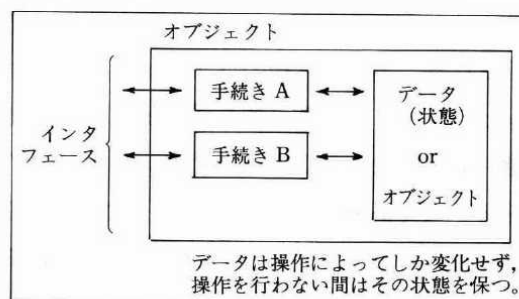 オブジェクト
手続き A
データ
(状態)
インタ
フェース
手続き B
or
オブジェクト
データは操作によってしか変化せず,
操作を行わない間はその状態を保つ。